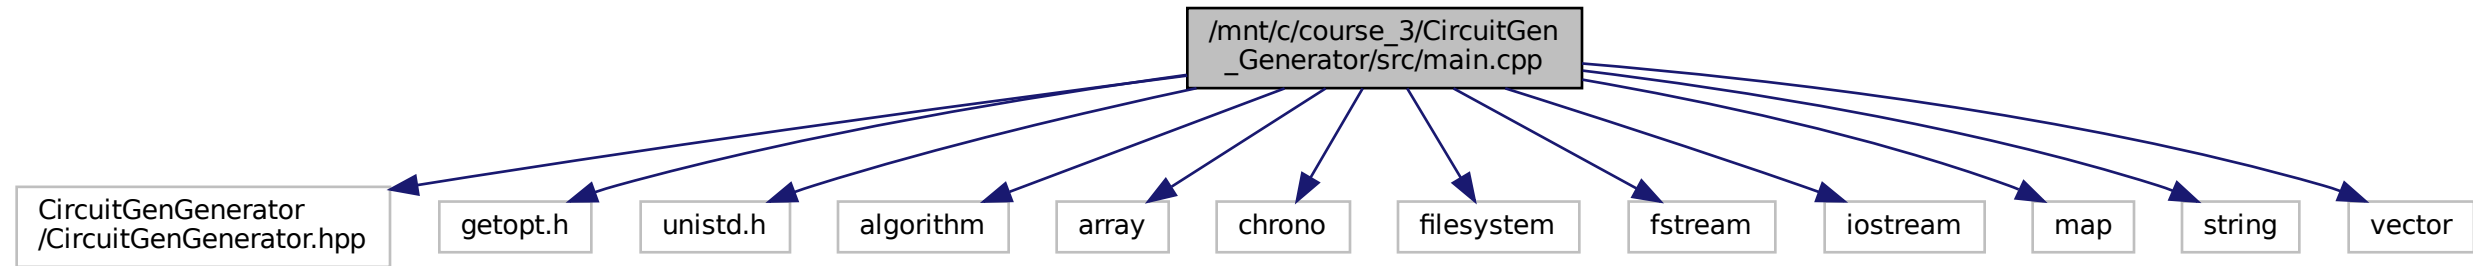 /mnt/c/course_3/CircuitGen
_Generator/src/main.cpp
CircuitGenGenerator
/CircuitGenGenerator.hpp
getopt.h
unistd.h
algorithm
array
chrono
filesystem
fstream
iostream
map
string
vector